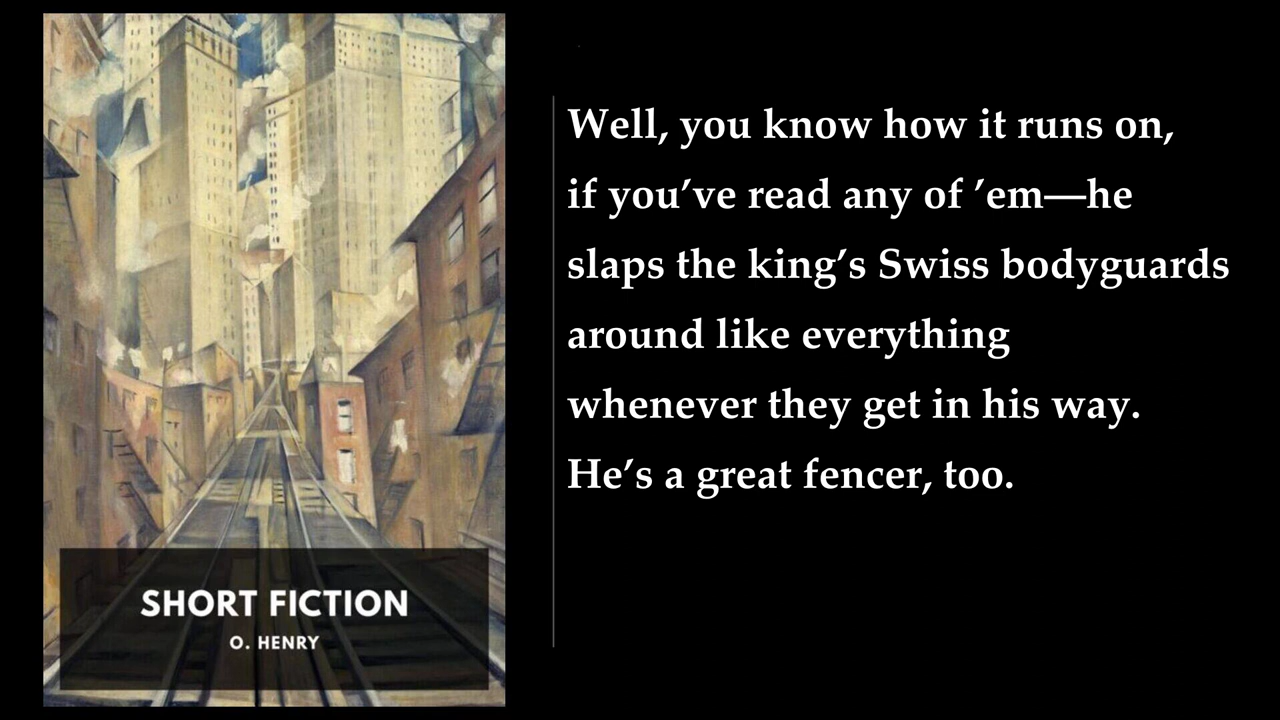 Well, you know how it runs on,
if you’ve read any of ’em—he
slaps the king’s Swiss bodyguards
around like everything
whenever they get in his way.
He’s a great fencer, too.
SHORT FICTION
O. HENRY